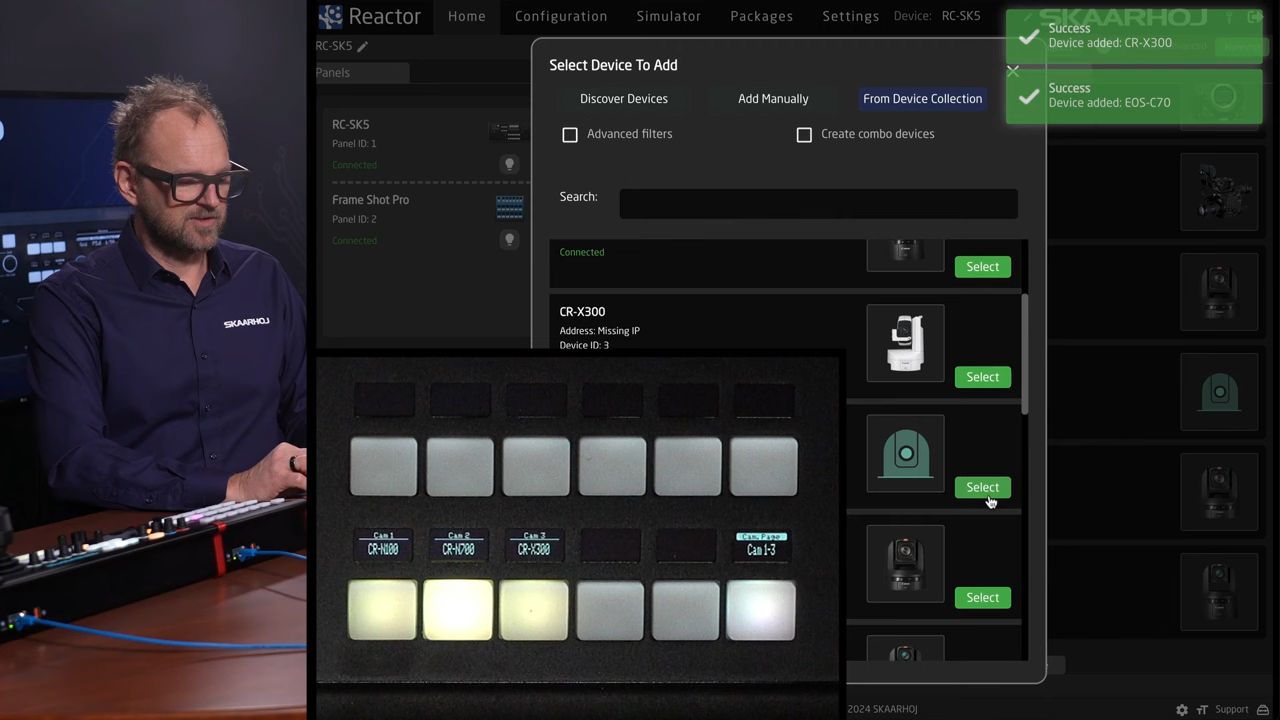 Reactor
Home
Configuration
Simulator
Packages
Settings
Device:
RC-SK5
SKAARHOJ
RC-SK5
Panels
RC-SK5
Panel ID: 1
Connected
Frame Shot Pro
Panel ID: 2
Connected
Select Device To Add
Discover Devices
Add Manually
From Device Collection
Advanced filters
Create combo devices
Search:
Connected
Select
CR-X300
Address: Missing IP
Device ID: 3
Select
Select
Select
Success
Device added: CR-X300
Success
Device added: EOS-C70
SKAARHOJ
Cam 1
CR-N100
Cam 2
CR-N700
Cam 3
CR-X300
Cam. Page
Cam 1-3
2024 SKAARHOJ
Support